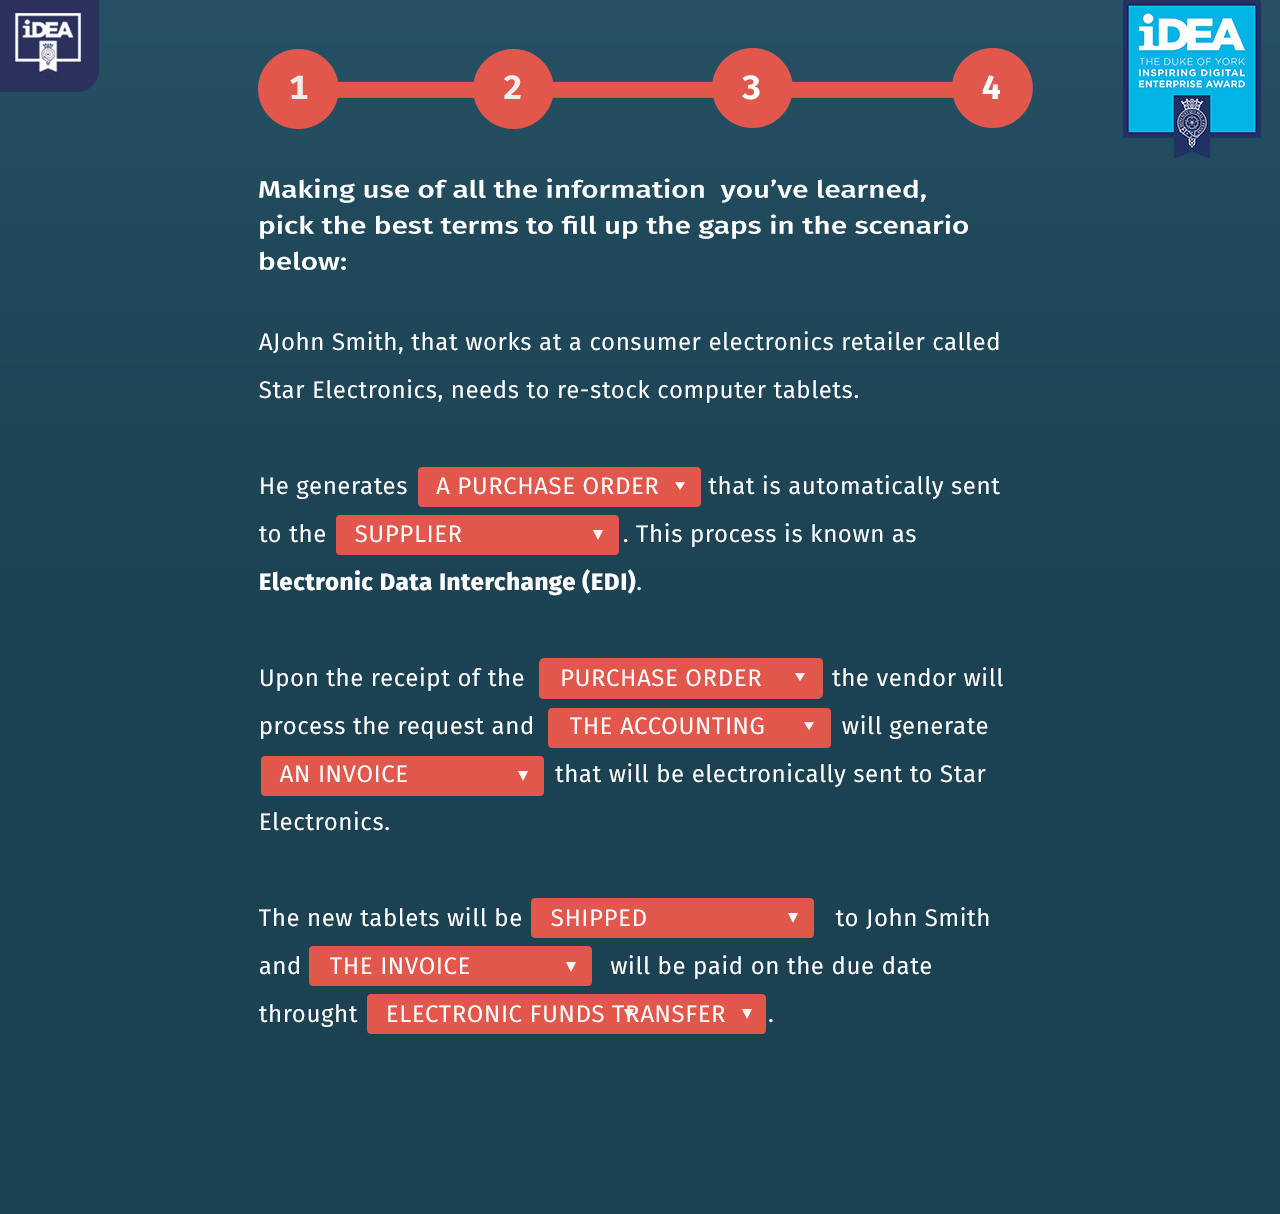 iDEA
iDEA
THE DUKE OF YORK
INSPIRING DIGITAL
ENTERPRISE AWARD
1 2 3 4
Making use of all the information you’ve learned,
pick the best terms to fill up the gaps in the scenario
below:
AJohn Smith, that works at a consumer electronics retailer called
Star Electronics, needs to re-stock computer tablets.
He generates A PURCHASE ORDER that is automatically sent
to the SUPPLIER . This process is known as
Electronic Data Interchange (EDI).
Upon the receipt of the PURCHASE ORDER the vendor will
process the request and THE ACCOUNTING will generate
AN INVOICE that will be electronically sent to Star
Electronics.
The new tablets will be SHIPPED to John Smith
and THE INVOICE will be paid on the due date
throught ELECTRONIC FUNDS TRANSFER .